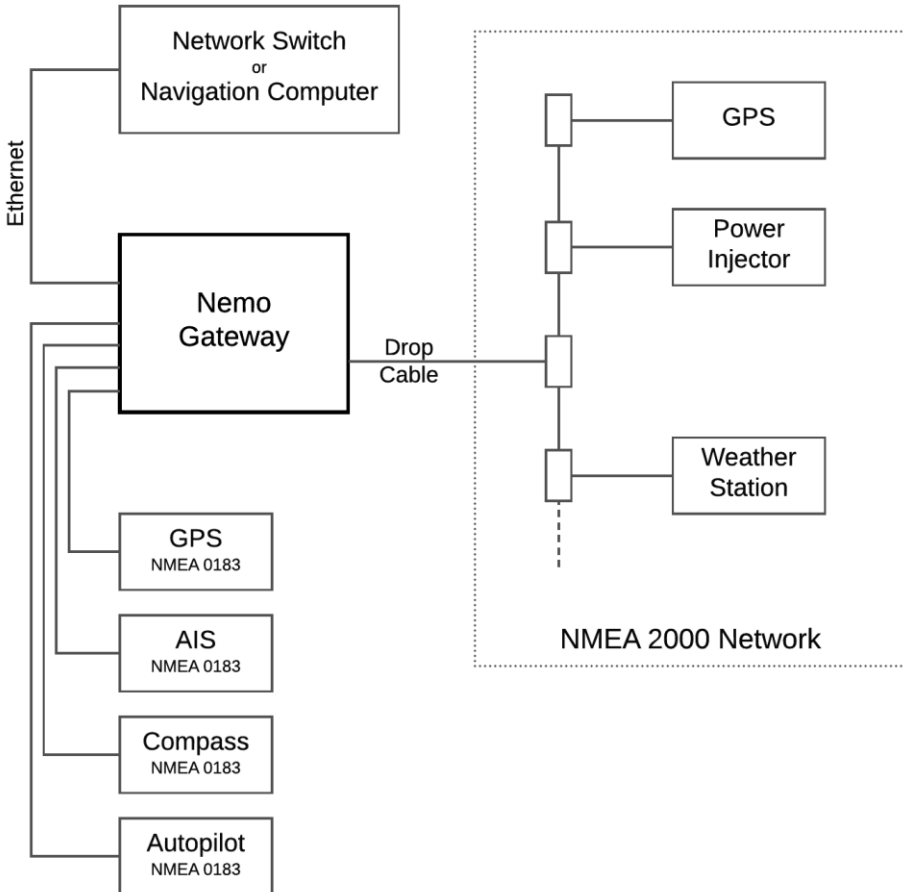 Network Switch
or
Navigation Computer
Ethernet
Nemo
Gateway
Drop
Cable
GPS
NMEA 0183
AIS
NMEA 0183
Compass
NMEA 0183
Autopilot
NMEA 0183
GPS
Power
Injector
Weather
Station
NMEA 2000 Network